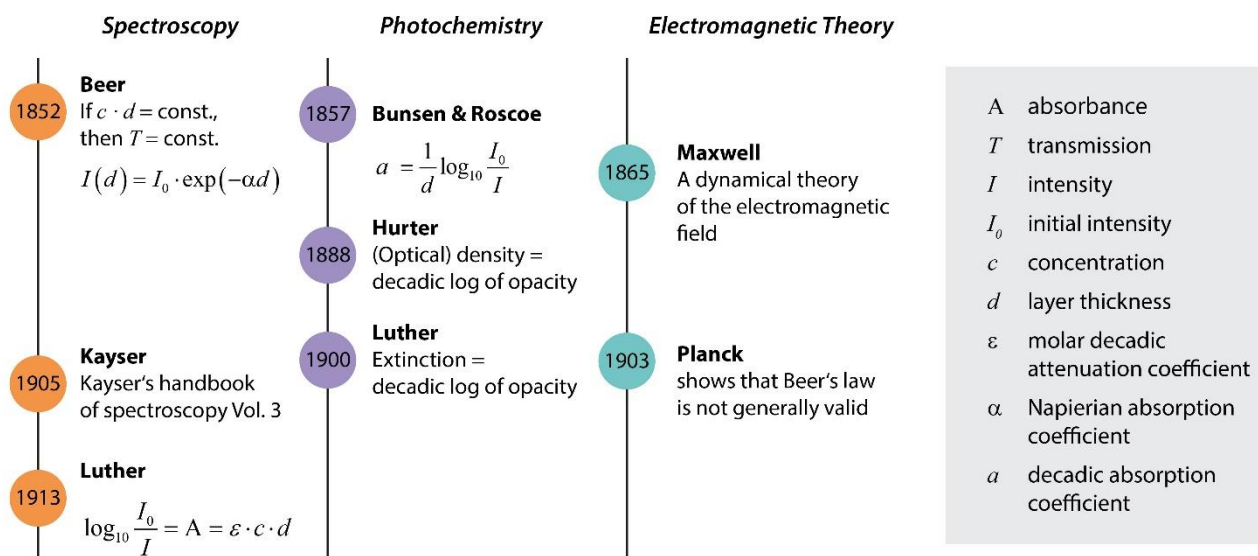 Spectroscopy
1852
Beer
If c · d = const.,
then T = const.
I(d) = I₀ · exp(−αd)
1905
Kayser
Kayser's handbook
of spectroscopy Vol. 3
1913
Luther
log₁₀ I₀/I = A = ε · c · d
Photochemistry
1857
Bunsen & Roscoe
a = 1/d log₁₀ I₀/I
1888
Hurter
(Optical) density =
decadic log of opacity
1900
Luther
Extinction =
decadic log of opacity
Electromagnetic Theory
1865
Maxwell
A dynamical theory
of the electromagnetic
field
1903
Planck
shows that Beer's law
is not generally valid
A absorbance
T transmission
I intensity
I₀ initial intensity
c concentration
d layer thickness
ε molar decadic
attenuation coefficient
α Napierian absorption
coefficient
a decadic absorption
coefficient